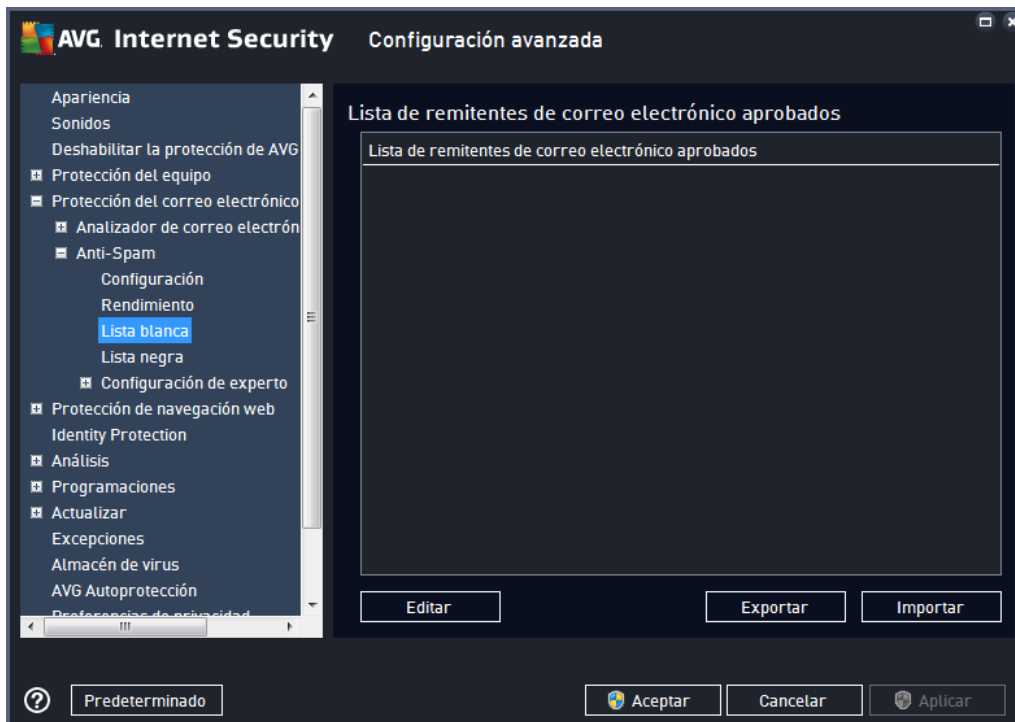 AVG Internet Security Configuración avanzada
Apariencia
Sonidos
Deshabilitar la protección de AVG
Protección del equipo
Protección del correo electrónico
Analizador de correo electrón
Anti-Spam
Configuración
Rendimiento
Lista blanca
Lista negra
Configuración de experto
Protección de navegación web
Identity Protection
Análisis
Programaciones
Actualizar
Excepciones
Almacén de virus
AVG Autoprotección
Preferencias de privacidad
Lista de remitentes de correo electrónico aprobados
Lista de remitentes de correo electrónico aprobados
Editar Exportar Importar
? Predeterminado Aceptar Cancelar Aplicar